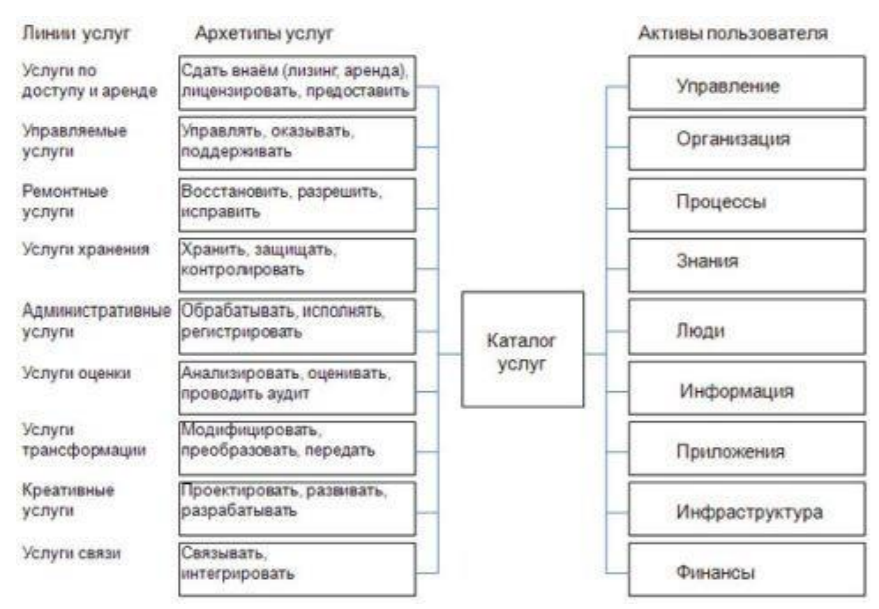 Линии услуг
Архетипы услуг
Активы пользователя
Услуги по
доступу и аренде
Сдать внаём (лизинг, аренда),
лицензировать, предоставить
Управление
Управляемые
услуги
Управлять, оказывать,
поддерживать
Организация
Ремонтные
услуги
Восстановить, разрешить,
исправить
Процессы
Услуги хранения
Хранить, защищать,
контролировать
Знания
Административные
услуги
Обрабатывать, исполнять,
регистрировать
Люди
Каталог
услуг
Услуги оценки
Анализировать, оценивать,
проводить аудит
Информация
Услуги
трансформации
Модифицировать,
преобразовать, передать
Приложения
Креативные
услуги
Проектировать, развивать,
разрабатывать
Инфраструктура
Услуги связи
Связывать,
интегрировать
Финансы